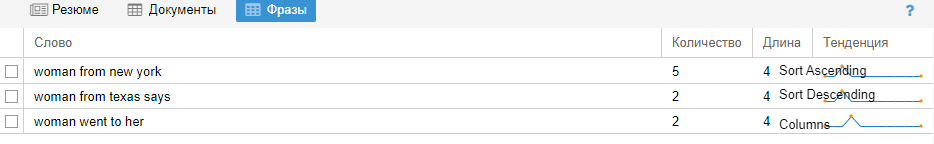 Резюме Документы Фразы ?
Слово Количество Длина Тенденция
woman from new york 5 4 Sort Ascending
woman from texas says 2 4 Sort Descending
woman went to her 2 4 Columns